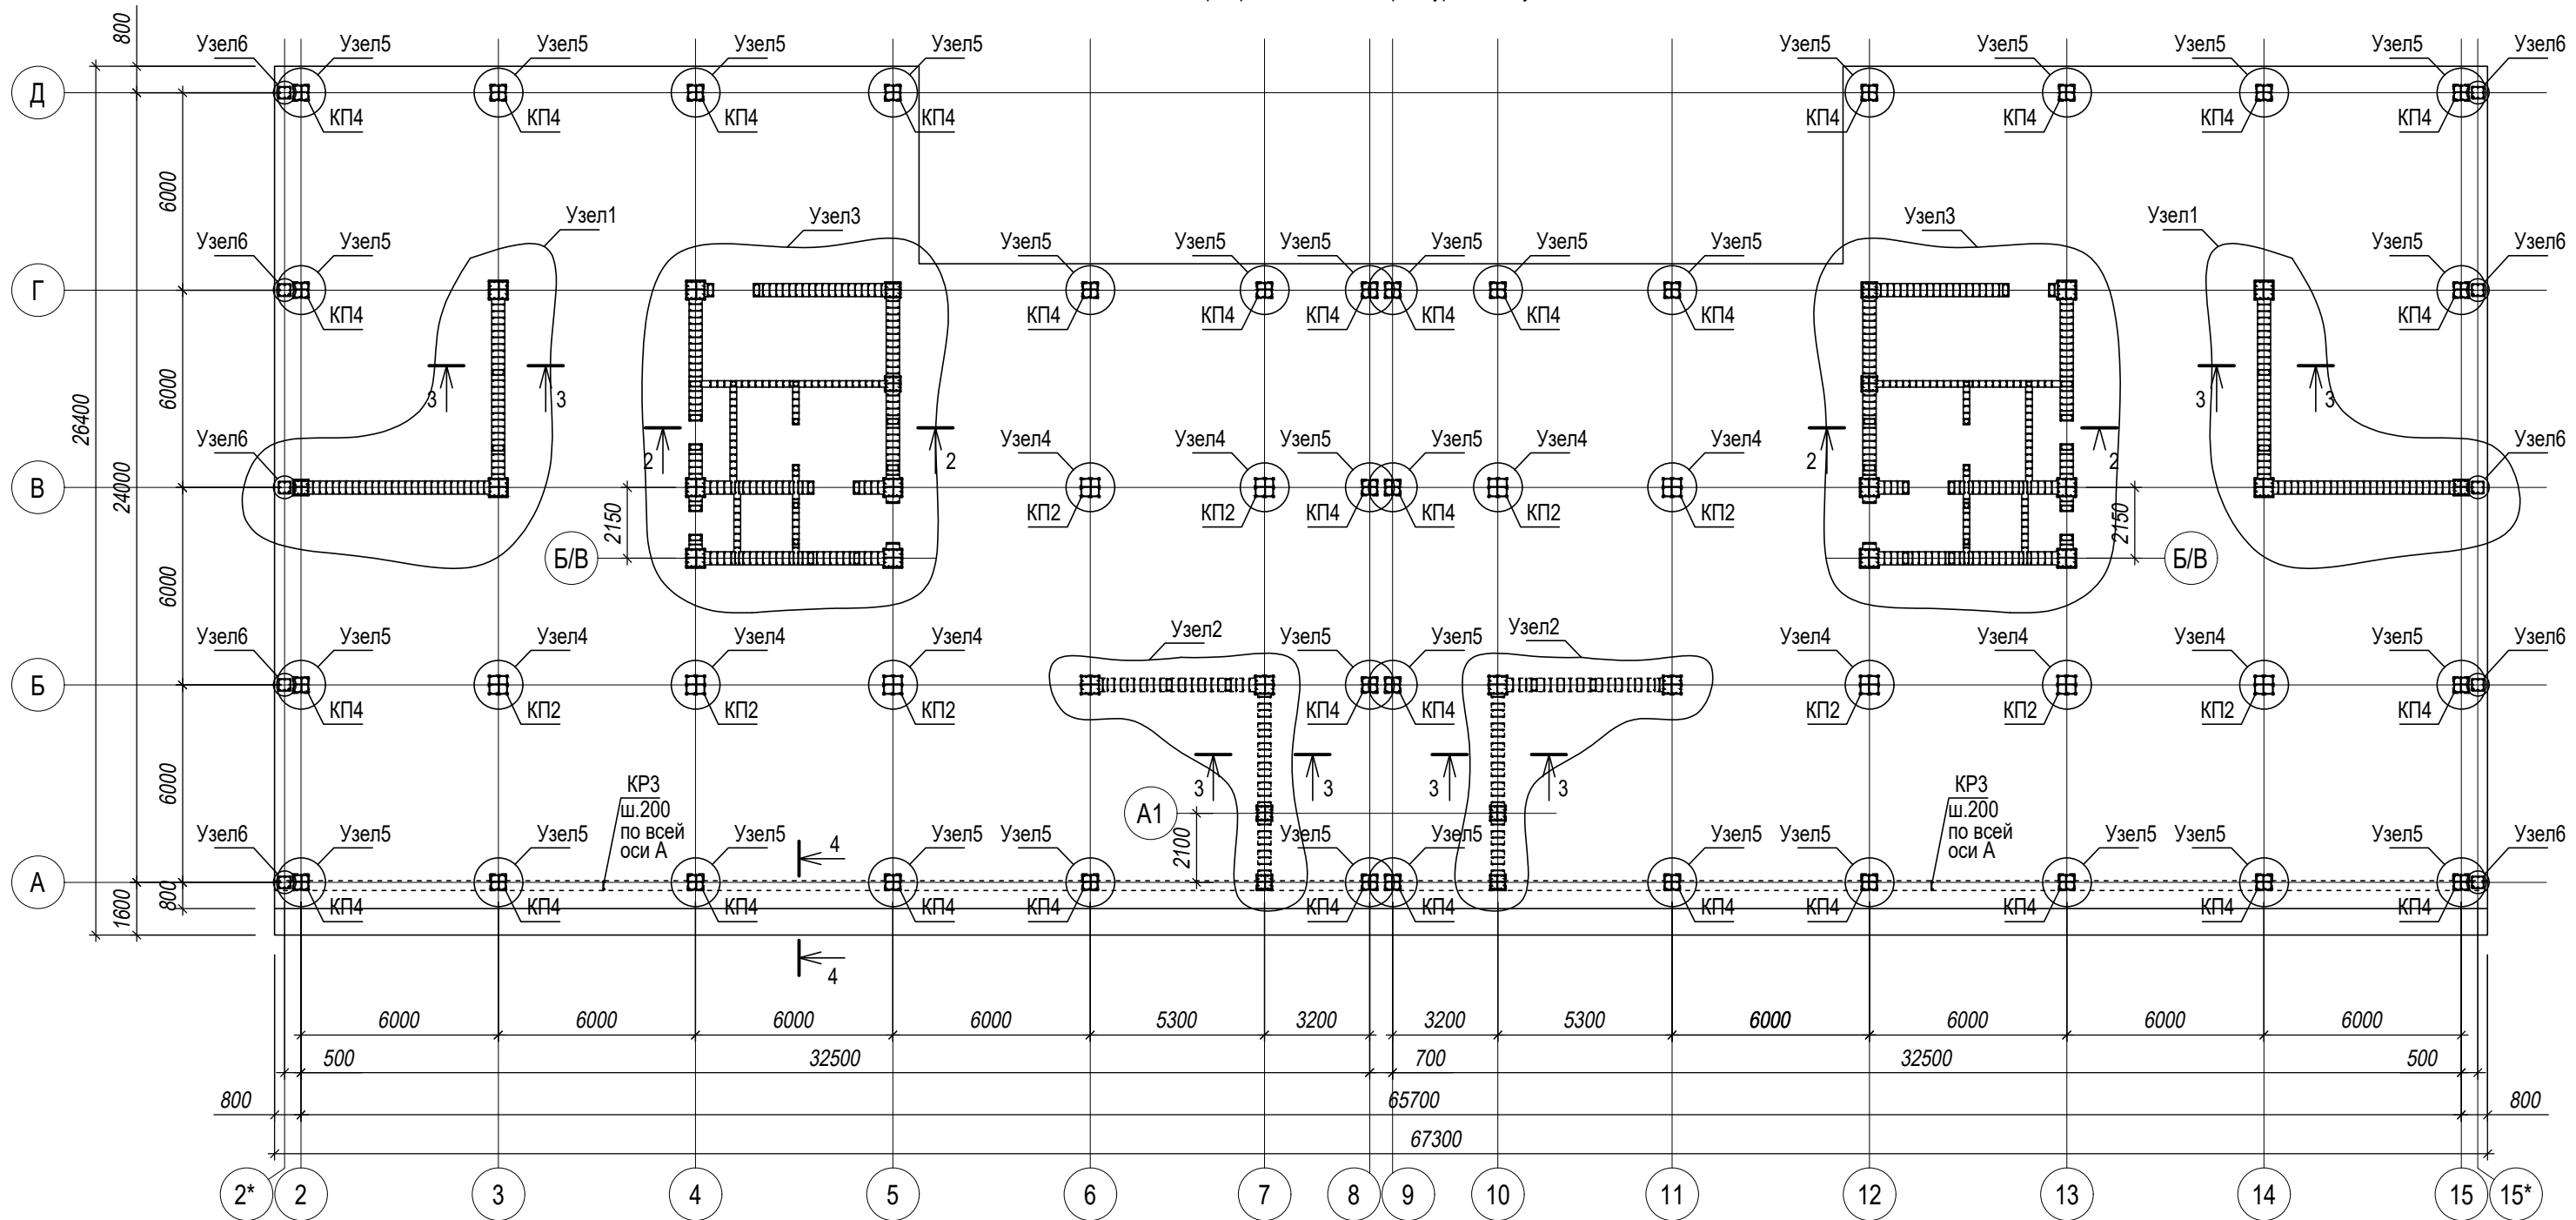 800
Узел6 Узел5 Узел5 Узел5 Узел5 Узел5 Узел5 Узел5 Узел5 Узел6
Д
КП4 КП4 КП4 КП4 КП4 КП4 КП4 КП4
6000
Узел1 Узел3 Узел3 Узел1
Узел6 Узел5 Узел5 Узел5 Узел5 Узел5 Узел5 Узел5 Узел5 Узел6
Г
КП4 КП4 КП4 КП4 КП4 КП4 КП4 КП4
26400
6000
3 3 3 3
24000
Узел6 Узел4 Узел4 Узел5 Узел5 Узел4 Узел4 Узел6
2 2 2 2
В
КП2 КП2 КП4 КП4 КП2 КП2
2150 2150
Б/В Б/В
6000
Узел6 Узел5 Узел4 Узел4 Узел4 Узел2 Узел5 Узел5 Узел2 Узел4 Узел4 Узел4 Узел5 Узел6
Б
КП4 КП2 КП2 КП2 КП4 КП4 КП2 КП2 КП2 КП4
6000
3 3 3 3
КР3 КР3
ш.200 ш.200
по всей по всей
оси А оси А
А1
2100
Узел6 Узел5 Узел5 Узел5 Узел5 Узел5 Узел5 Узел5 Узел5 Узел5 Узел5 Узел5 Узел5 Узел6
4
А
1600 800
КП4 КП4 КП4 КП4 КП4 КП4 КП4 КП4 КП4 КП4 КП4 КП4
4
6000 6000 6000 6000 5300 3200 3200 5300 6000 6000 6000 6000
500 32500 700 32500 500
800 65700 800
67300
2* 2 3 4 5 6 7 8 9 10 11 12 13 14 15 15*